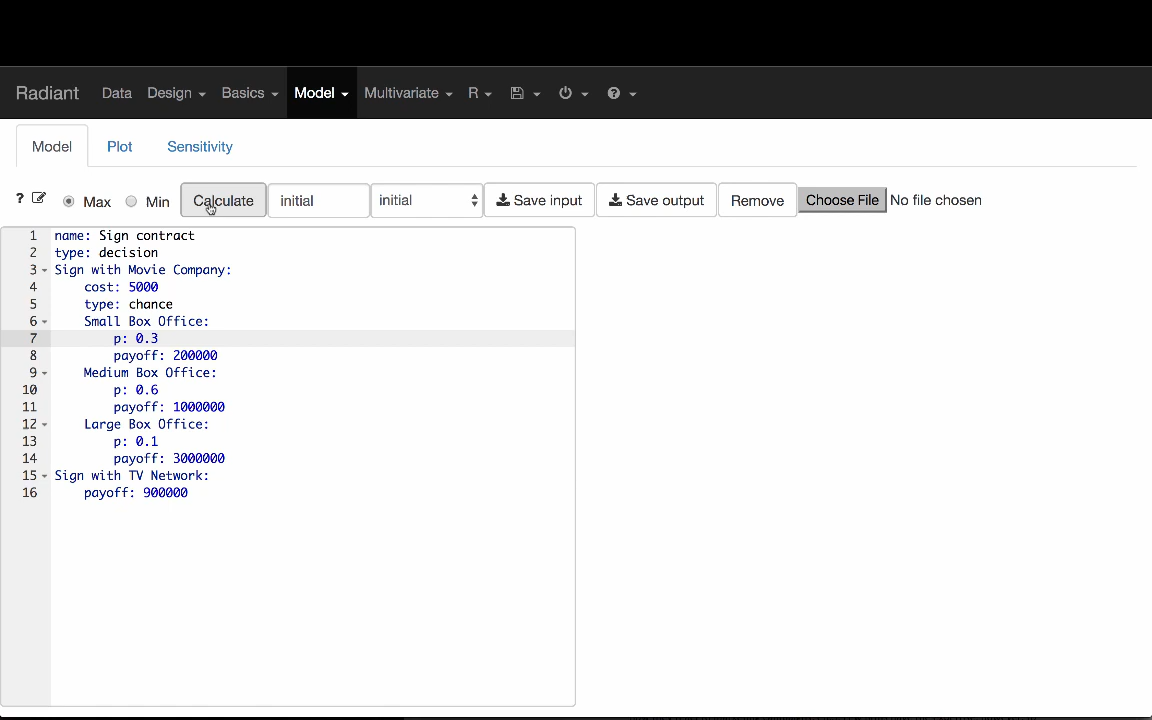 Radiant Data Design Basics Model Multivariate R
Model Plot Sensitivity
? Max Min Calculate initial initial Save input Save output Remove Choose File No file chosen
1 name: Sign contract
2 type: decision
3 Sign with Movie Company:
4 cost: 5000
5 type: chance
6 Small Box Office:
7 p: 0.3
8 payoff: 200000
9 Medium Box Office:
10 p: 0.6
11 payoff: 1000000
12 Large Box Office:
13 p: 0.1
14 payoff: 3000000
15 Sign with TV Network:
16 payoff: 900000